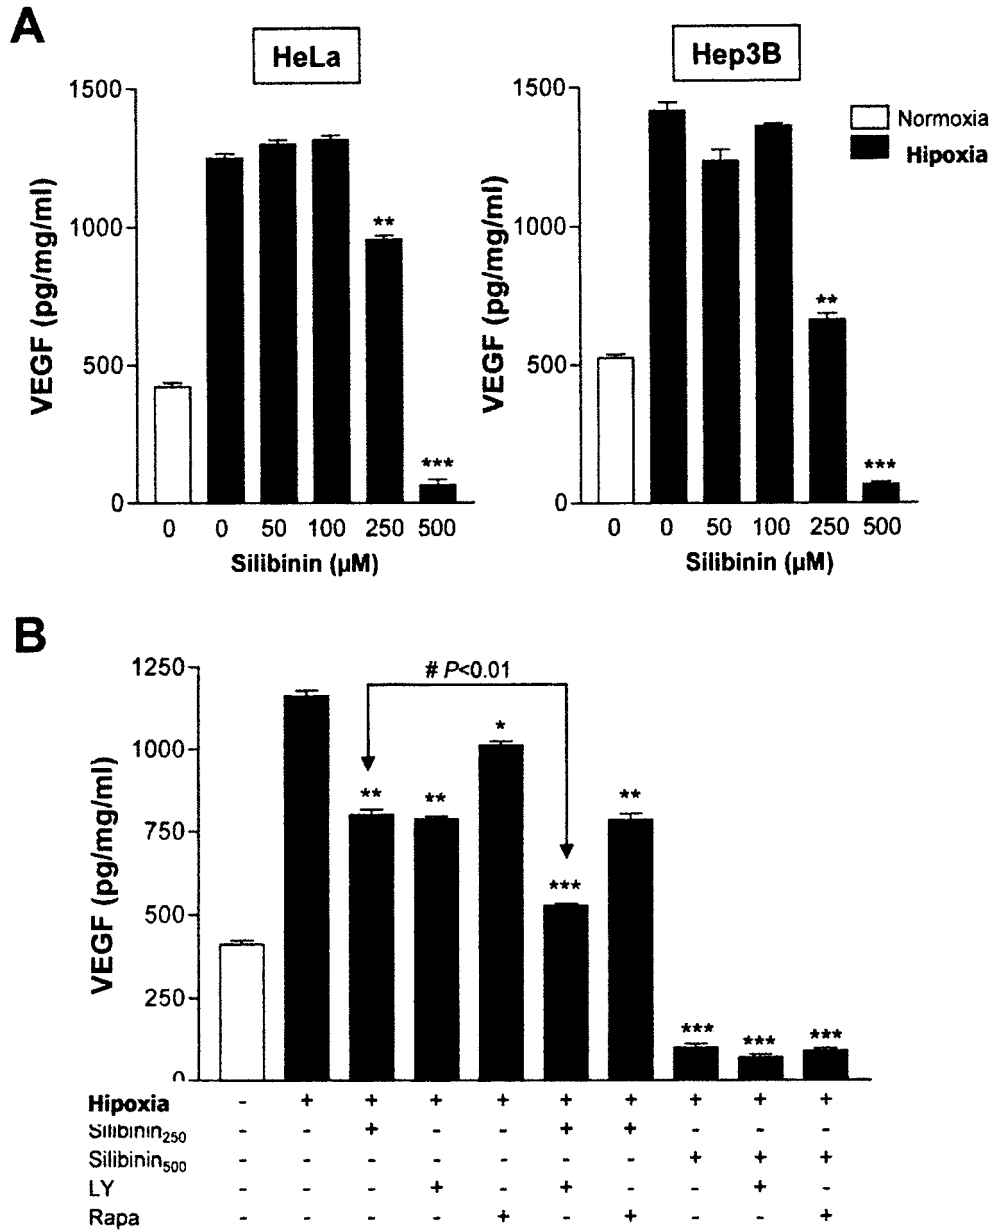 A
HeLa
Hep3B
1500
1000
500
0
VEGF (pg/mg/ml)
**
***
0 0 50 100 250 500
Silibinin (µM)
1500
1000
500
0
VEGF (pg/mg/ml)
**
***
0 0 50 100 250 500
Silibinin (µM)
Normoxia
Hipoxia
B
1250
1000
750
500
250
0
VEGF (pg/mg/ml)
# P<0.01
** ** * *** ** *** *** ***
Hipoxia - + + + + + + + + +
Silibinin250 - - + - - + + - - -
Silibinin500 - - - - - - - + + +
LY - - - + - + - - + -
Rapa - - - - + - + - - +